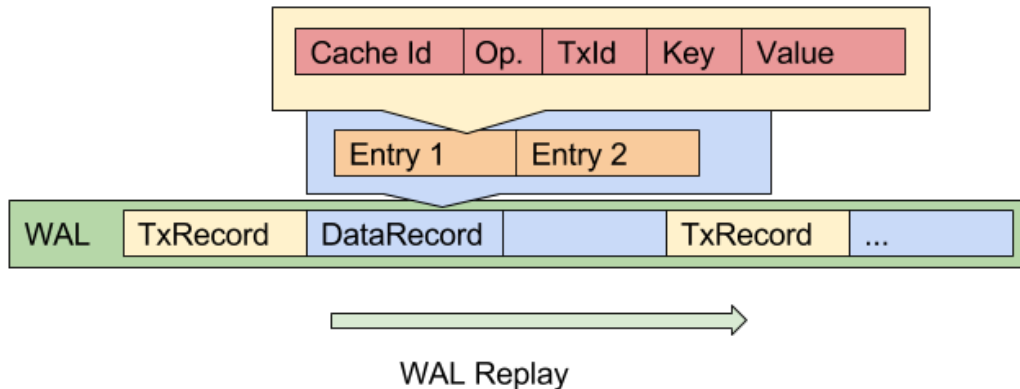 Cache Id Op. TxId Key Value
Entry 1 Entry 2
WAL TxRecord DataRecord TxRecord ...
WAL Replay